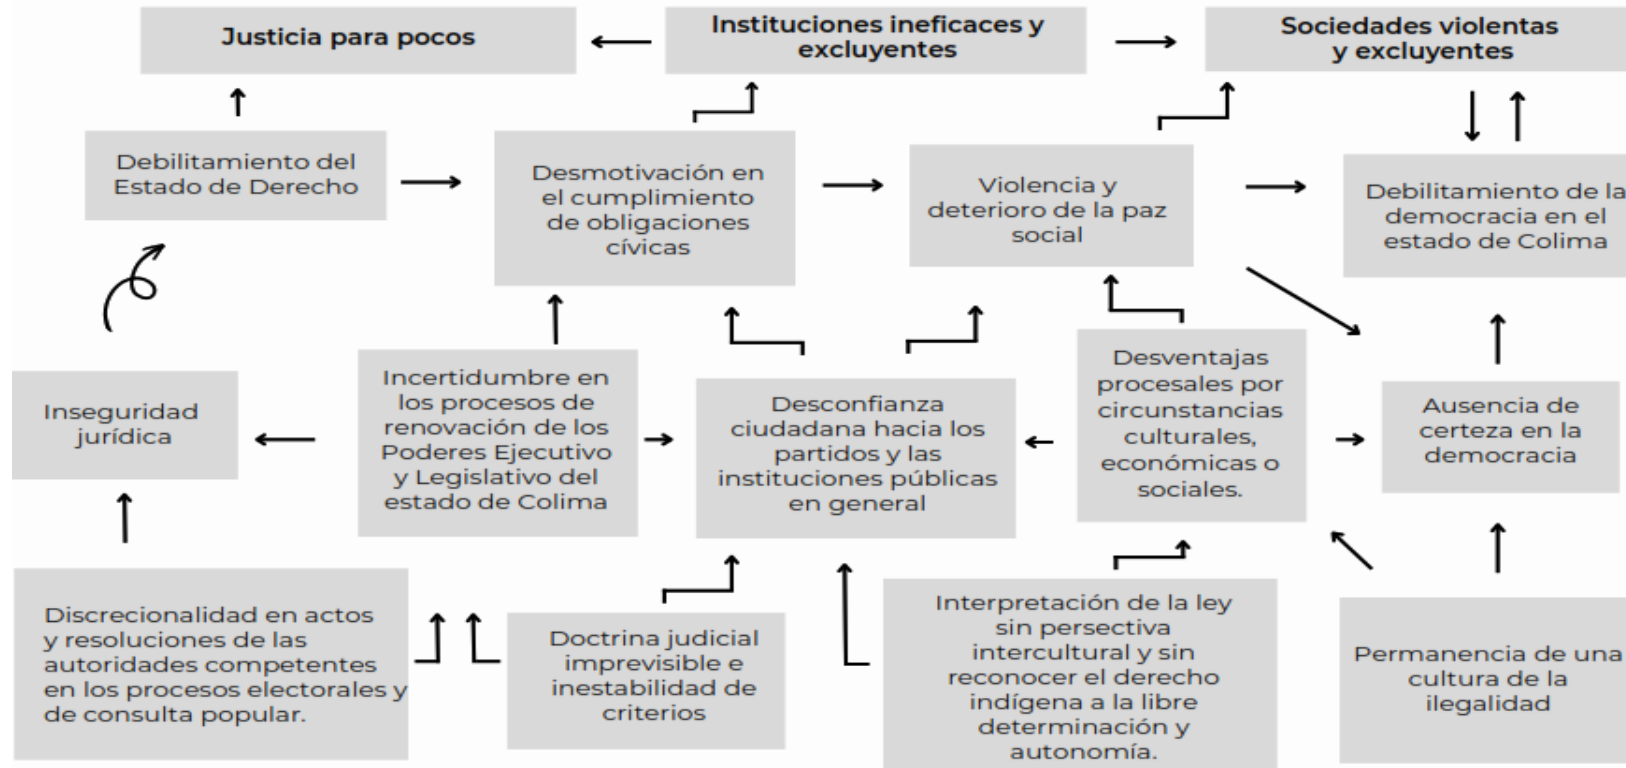 Justicia para pocos
Instituciones ineficaces y
excluyentes
Sociedades violentas
y excluyentes
Debilitamiento del
Estado de Derecho
Desmotivación en
el cumplimiento
de obligaciones
cívicas
Violencia y
deterioro de la paz
social
Debilitamiento de la
democracia en el
estado de Colima
Inseguridad
jurídica
Incertidumbre en
los procesos de
renovación de los
Poderes Ejecutivo
y Legislativo del
estado de Colima
Desconfianza
ciudadana hacia los
partidos y las
instituciones públicas
en general
Desventajas
procesales por
circunstancias
culturales,
económicas o
sociales.
Ausencia de
certeza en la
democracia
Discrecionalidad en actos
y resoluciones de las
autoridades competentes
en los procesos electorales y
de consulta popular.
Doctrina judicial
imprevisible e
inestabilidad de
criterios
Interpretación de la ley
sin persectiva
intercultural y sin
reconocer el derecho
indígena a la libre
determinación y
autonomía.
Permanencia de una
cultura de la
ilegalidad